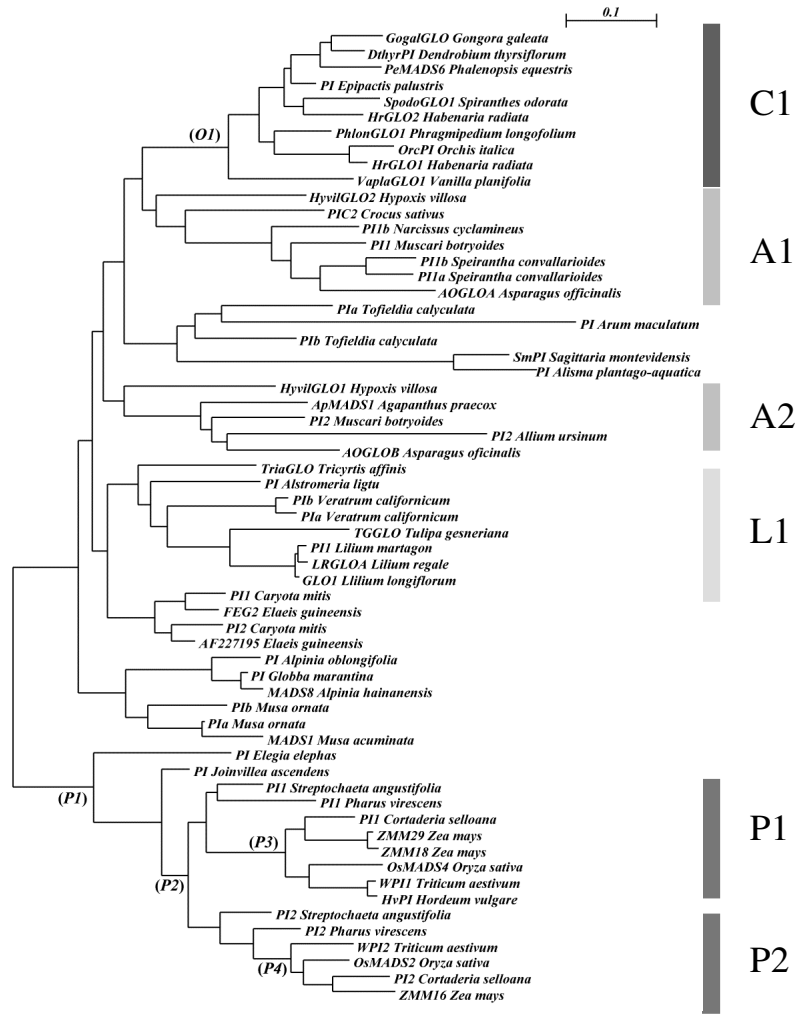 0.1
GogalGLO Gongora galeata
DthyrPI Dendrobium thyrsiflorum
PeMADS6 Phalenopsis equestris
PI Epipactis palustris
SpodoGLO1 Spiranthes odorata
C1
HrGLO2 Habenaria radiata
(O1)
PhlonGLO1 Phragmipedium longofolium
OrcPI Orchis italica
HrGLO1 Habenaria radiata
VaplaGLO1 Vanilla planifolia
HyvilGLO2 Hypoxis villosa
PIC2 Crocus sativus
PI1b Narcissus cyclamineus
PI1 Muscari botryoides
A1
PI1b Speirantha convallarioides
PI1a Speirantha convallarioides
AOGLOA Asparagus officinalis
PIa Tofieldia calyculata
PI Arum maculatum
PIb Tofieldia calyculata
SmPI Sagittaria montevidensis
PI Alisma plantago-aquatica
HyvilGLO1 Hypoxis villosa
ApMADS1 Agapanthus praecox
A2
PI2 Muscari botryoides
PI2 Allium ursinum
AOGLOB Asparagus oficinalis
TriaGLO Tricyrtis affinis
PI Alstromeria ligtu
PIb Veratrum californicum
PIa Veratrum californicum
L1
TGGLO Tulipa gesneriana
PI1 Lilium martagon
LRGLOA Lilium regale
GLO1 Llilium longiflorum
PI1 Caryota mitis
FEG2 Elaeis guineensis
PI2 Caryota mitis
AF227195 Elaeis guineensis
PI Alpinia oblongifolia
PI Globba marantina
MADS8 Alpinia hainanensis
PIb Musa ornata
PIa Musa ornata
MADS1 Musa acuminata
PI Elegia elephas
PI Joinvillea ascendens
(P1)
PI1 Streptochaeta angustifolia
PI1 Pharus virescens
PI1 Cortaderia selloana
P1
ZMM29 Zea mays
(P3)
ZMM18 Zea mays
OsMADS4 Oryza sativa
(P2)
WPI1 Triticum aestivum
HvPI Hordeum vulgare
PI2 Streptochaeta angustifolia
PI2 Pharus virescens
WPI2 Triticum aestivum
P2
OsMADS2 Oryza sativa
(P4)
PI2 Cortaderia selloana
ZMM16 Zea mays